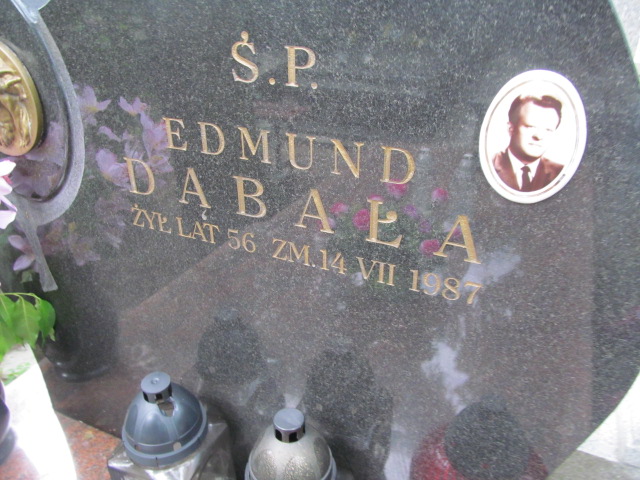 Ś.P.
EDMUND
DĄBAŁA
ŻYŁ LAT 56 ZM.14 VII 1987